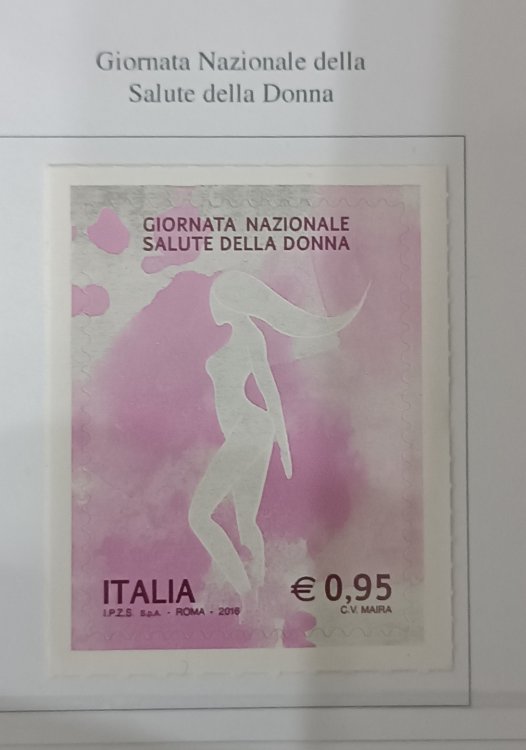 Giornata Nazionale della
Salute della Donna
GIORNATA NAZIONALE
SALUTE DELLA DONNA
ITALIA
€ 0,95
I.P.Z.S. S.p.A. - ROMA - 2016
C.V. MAIRA